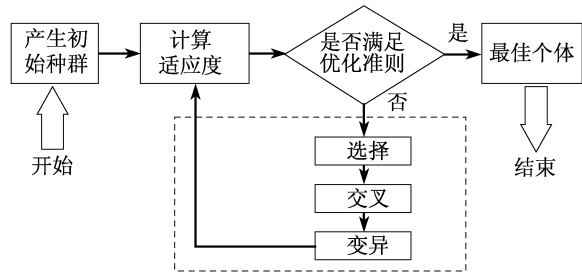 产生初
始种群
计算
适应度
是否满足
优化准则
是
最佳个体
否
开始
结束
选择
交叉
变异